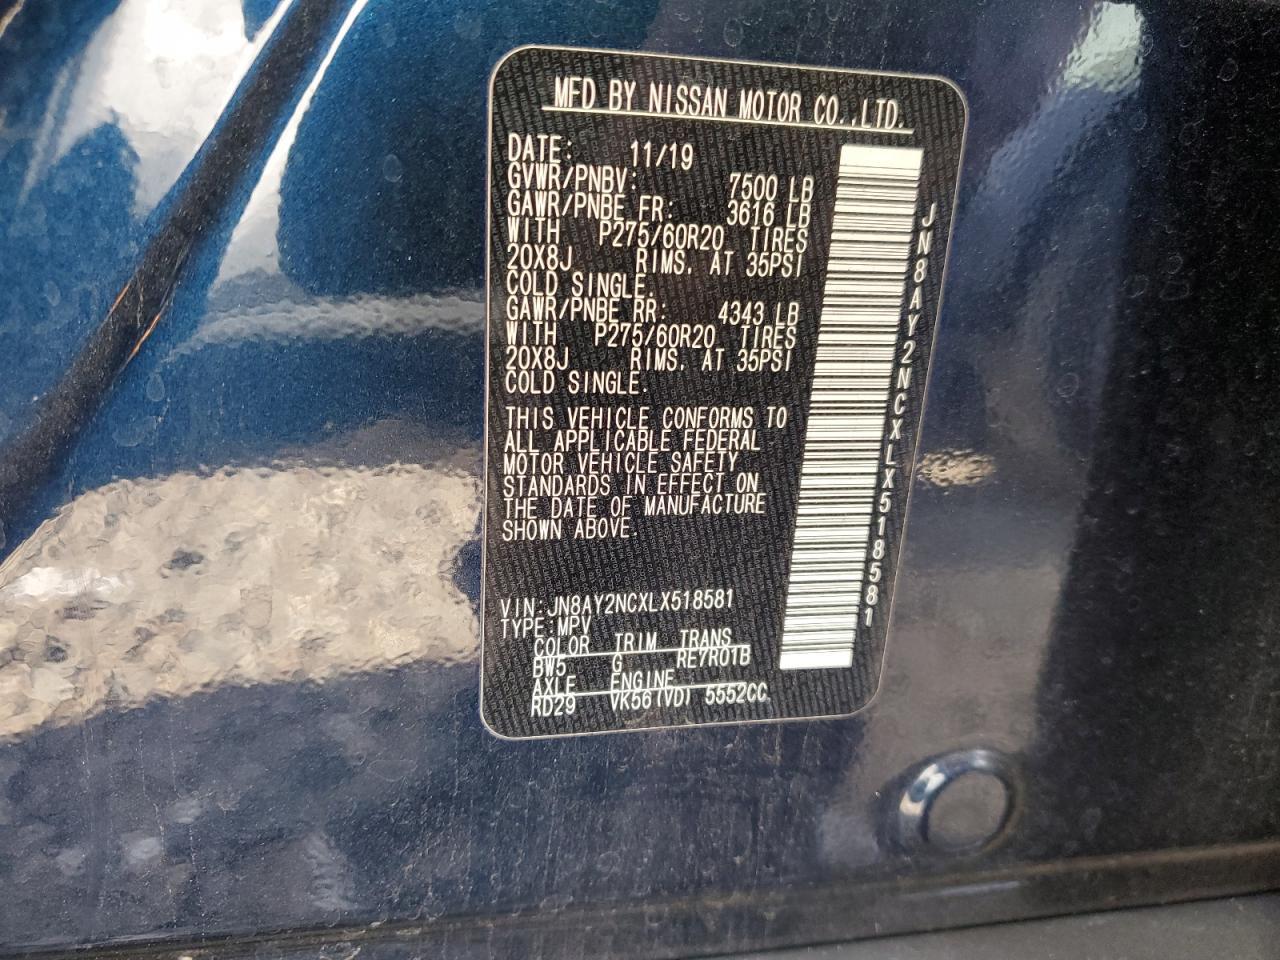 MFD BY NISSAN MOTOR CO.,LTD.
DATE: 11/19
GVWR/PNBV: 7500 LB
GAWR/PNBE FR: 3616 LB
WITH P275/60R20 TIRES
20X8J RIMS, AT 35PSI
COLD SINGLE.
GAWR/PNBE RR: 4343 LB
WITH P275/60R20 TIRES
20X8J RIMS, AT 35PSI
COLD SINGLE.
THIS VEHICLE CONFORMS TO
ALL APPLICABLE FEDERAL
MOTOR VEHICLE SAFETY
STANDARDS IN EFFECT ON
THE DATE OF MANUFACTURE
SHOWN ABOVE.
VIN:JN8AY2NCXLX518581
TYPE:MPV
COLOR TRIM TRANS
BW5 G RE7R01B
AXLE ENGINE
RD29 VK56(VD) 5552CC
JN8AY2NCXLX518581